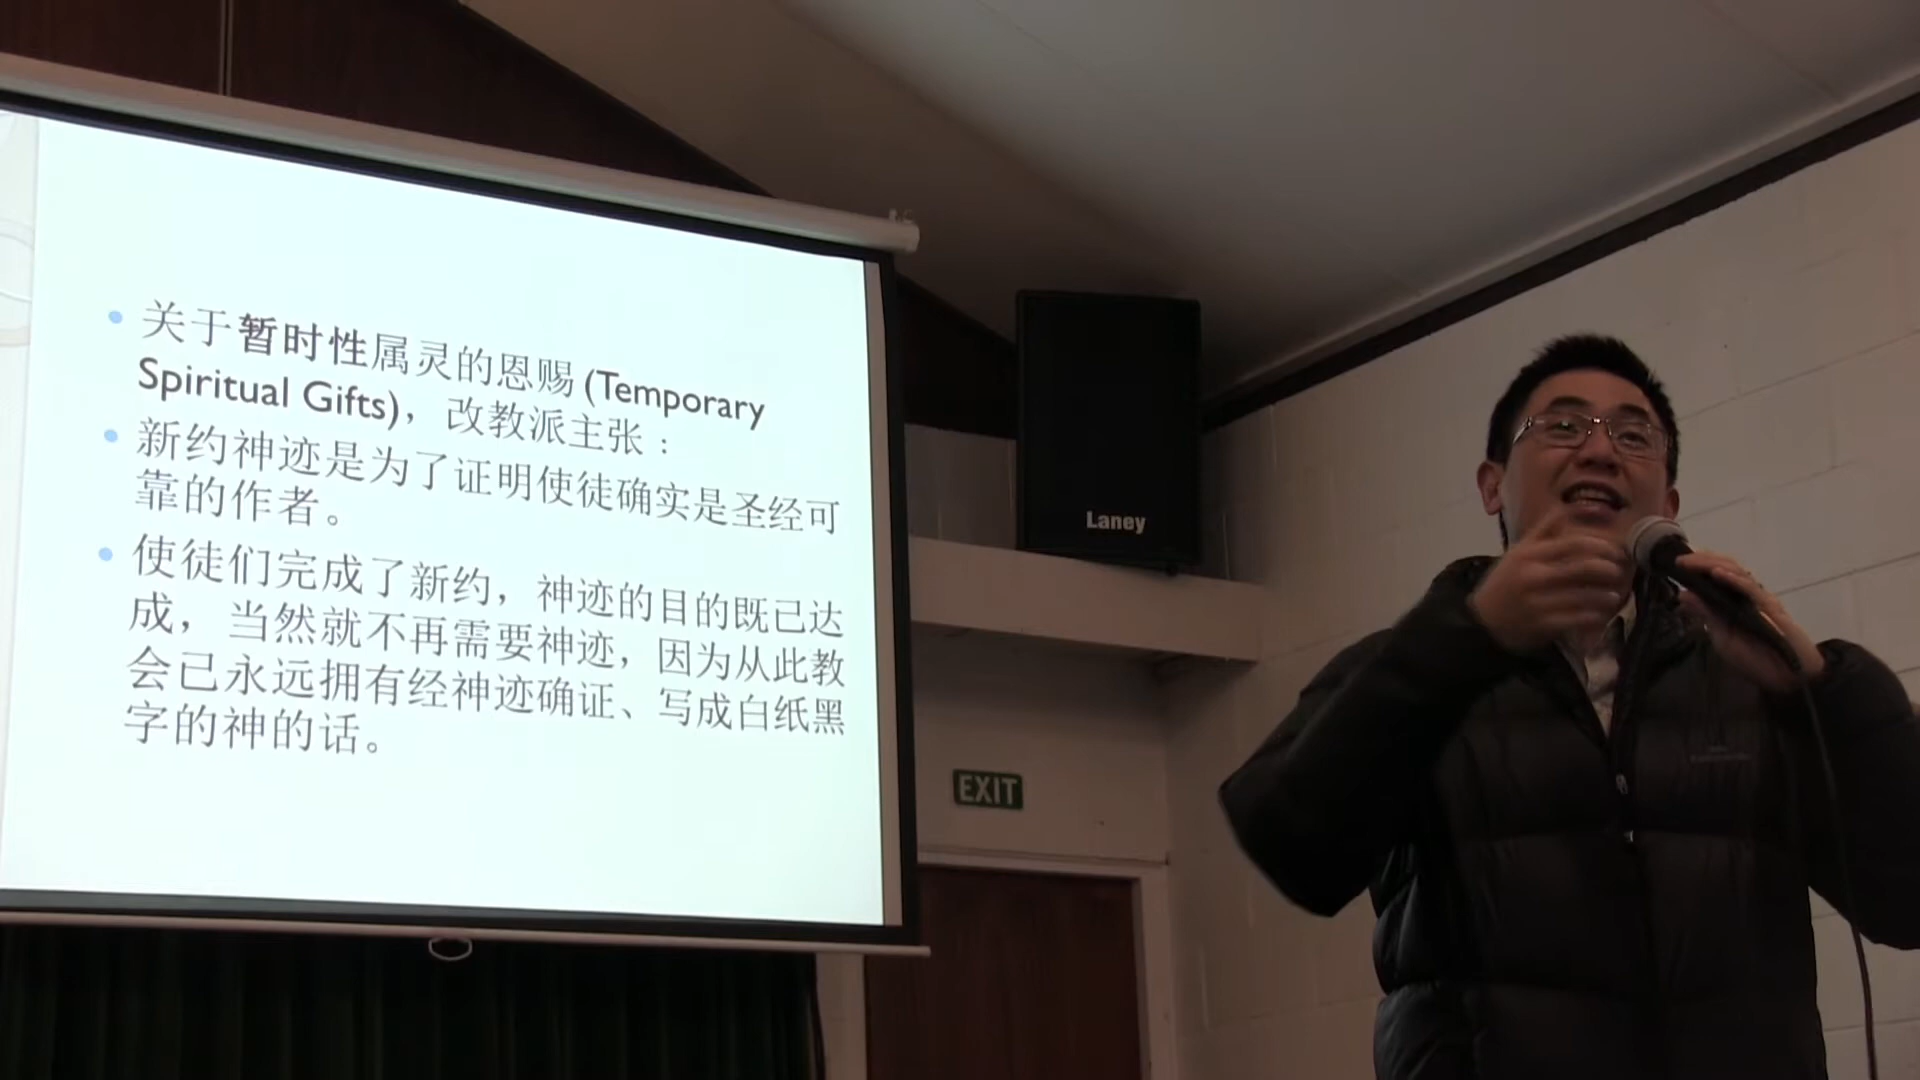 关于暂时性属灵的恩赐 (Temporary
Spiritual Gifts)，改教派主张：
新约神迹是为了证明使徒确实是圣经可
靠的作者。
使徒们完成了新约，神迹的目的既已达
成，当然就不再需要神迹，因为从此教
会已永远拥有经神迹确证、写成白纸黑
字的神的话。
Laney
EXIT